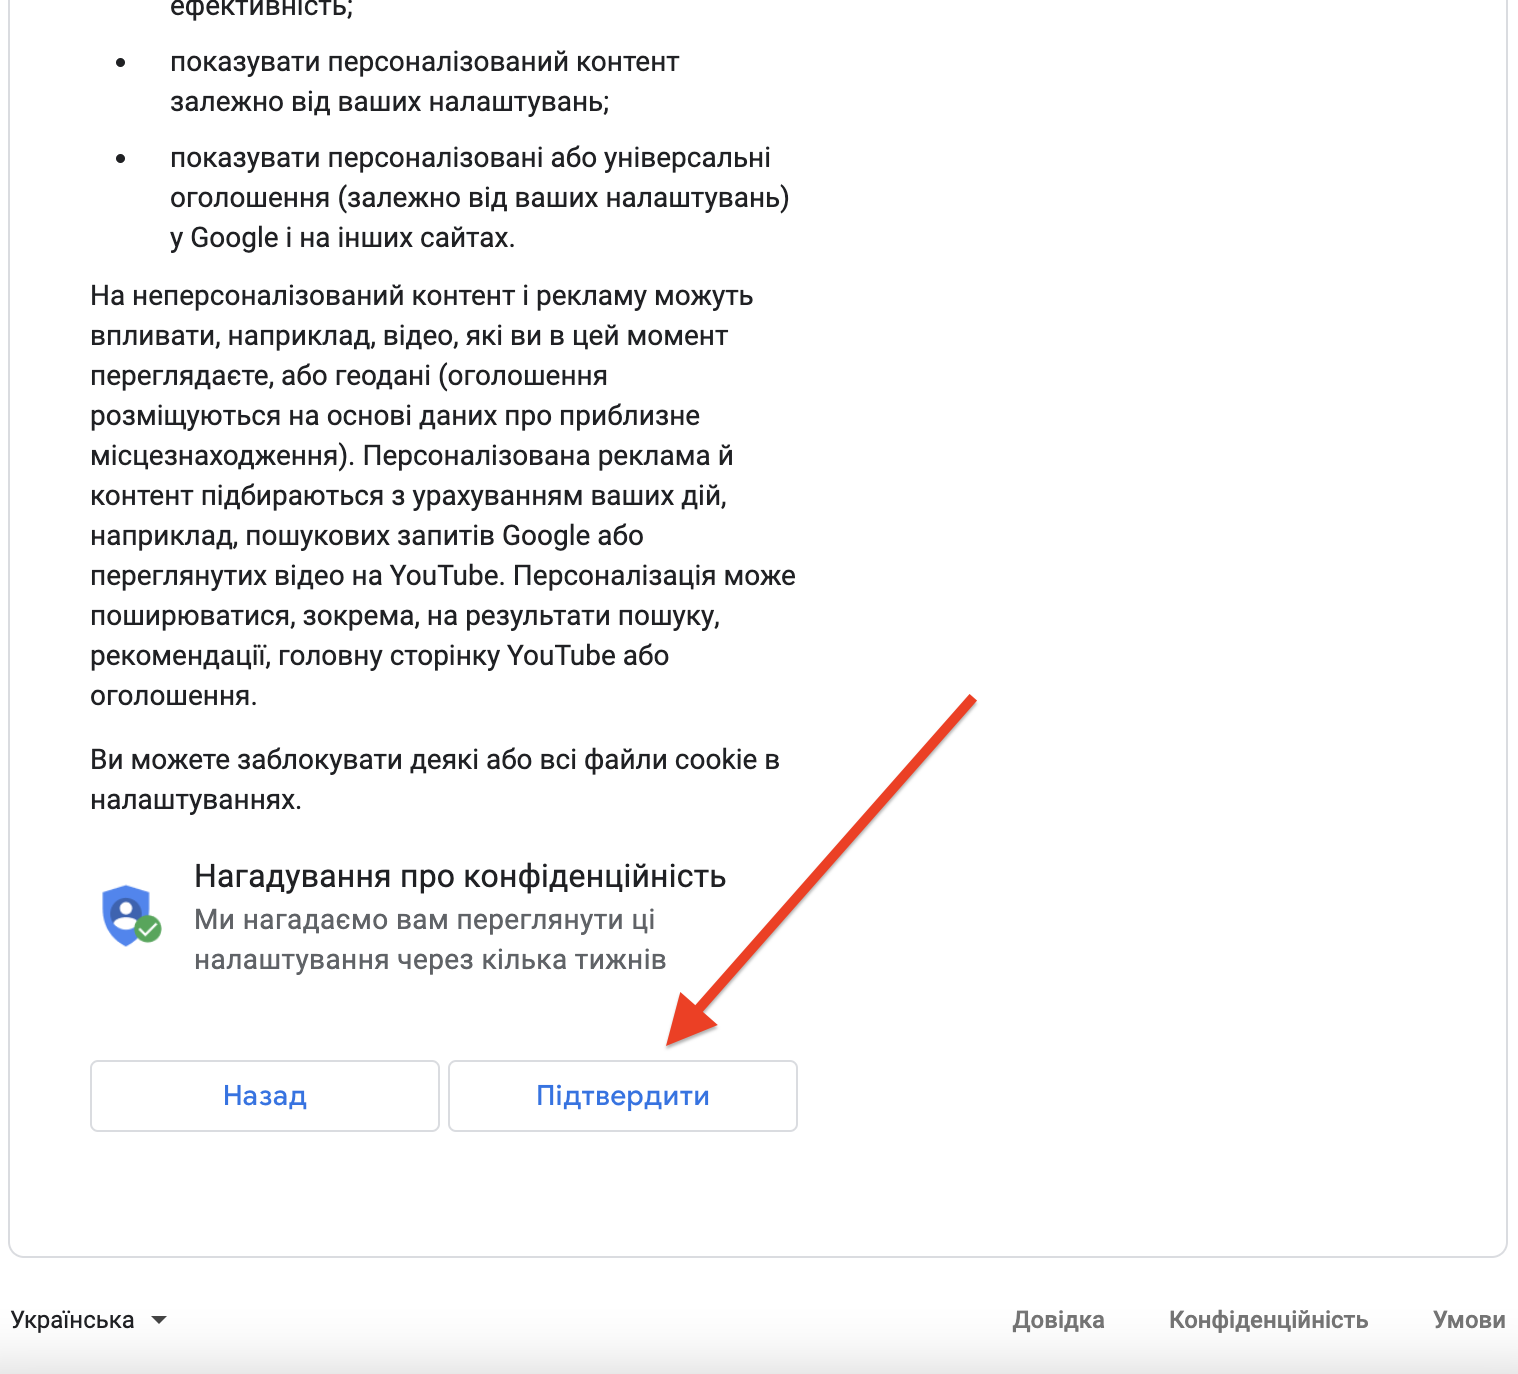 ефективність;
показувати персоналізований контент
залежно від ваших налаштувань;
показувати персоналізовані або універсальні
оголошення (залежно від ваших налаштувань)
у Google і на інших сайтах.
На неперсоналізований контент і рекламу можуть
впливати, наприклад, відео, які ви в цей момент
переглядаєте, або геодані (оголошення
розміщуються на основі даних про приблизне
місцезнаходження). Персоналізована реклама й
контент підбираються з урахуванням ваших дій,
наприклад, пошукових запитів Google або
переглянутих відео на YouTube. Персоналізація може
поширюватися, зокрема, на результати пошуку,
рекомендації, головну сторінку YouTube або
оголошення.
Ви можете заблокувати деякі або всі файли cookie в
налаштуваннях.
Нагадування про конфіденційність
Ми нагадаємо вам переглянути ці
налаштування через кілька тижнів
Назад
Підтвердити
Українська
Довідка
Конфіденційність
Умови